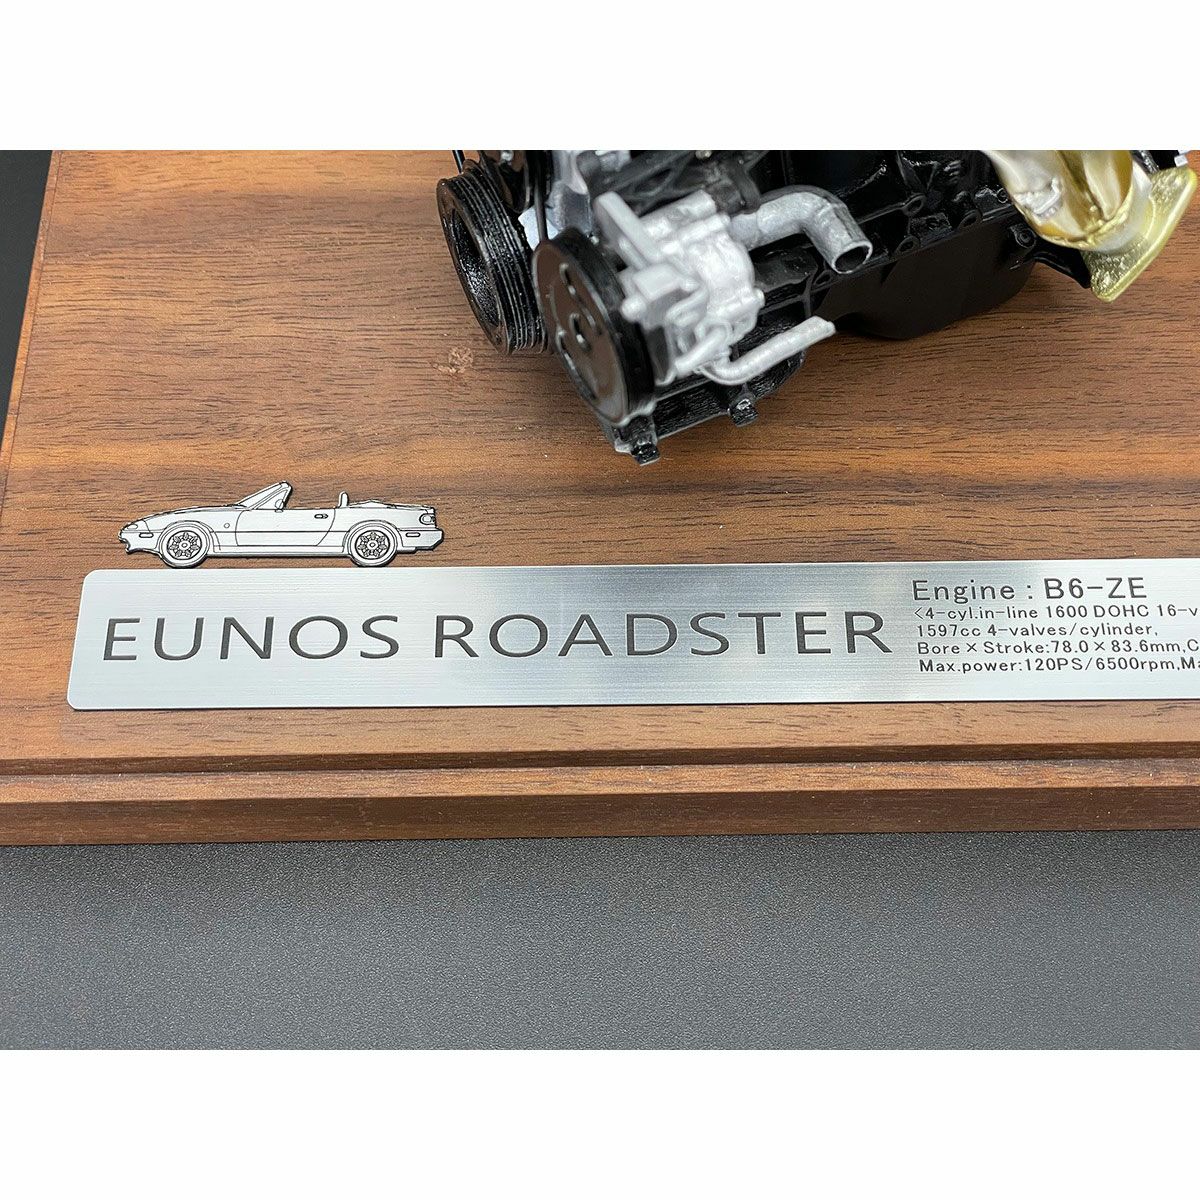 EUNOS ROADSTER
Engine : B6-ZE
<4-cyl.in-line 1600 DOHC 16-v
1597cc 4-valves/cylinder,
Bore×Stroke:78.0×83.6mm,C
Max.power:120PS/6500rpm,Ma